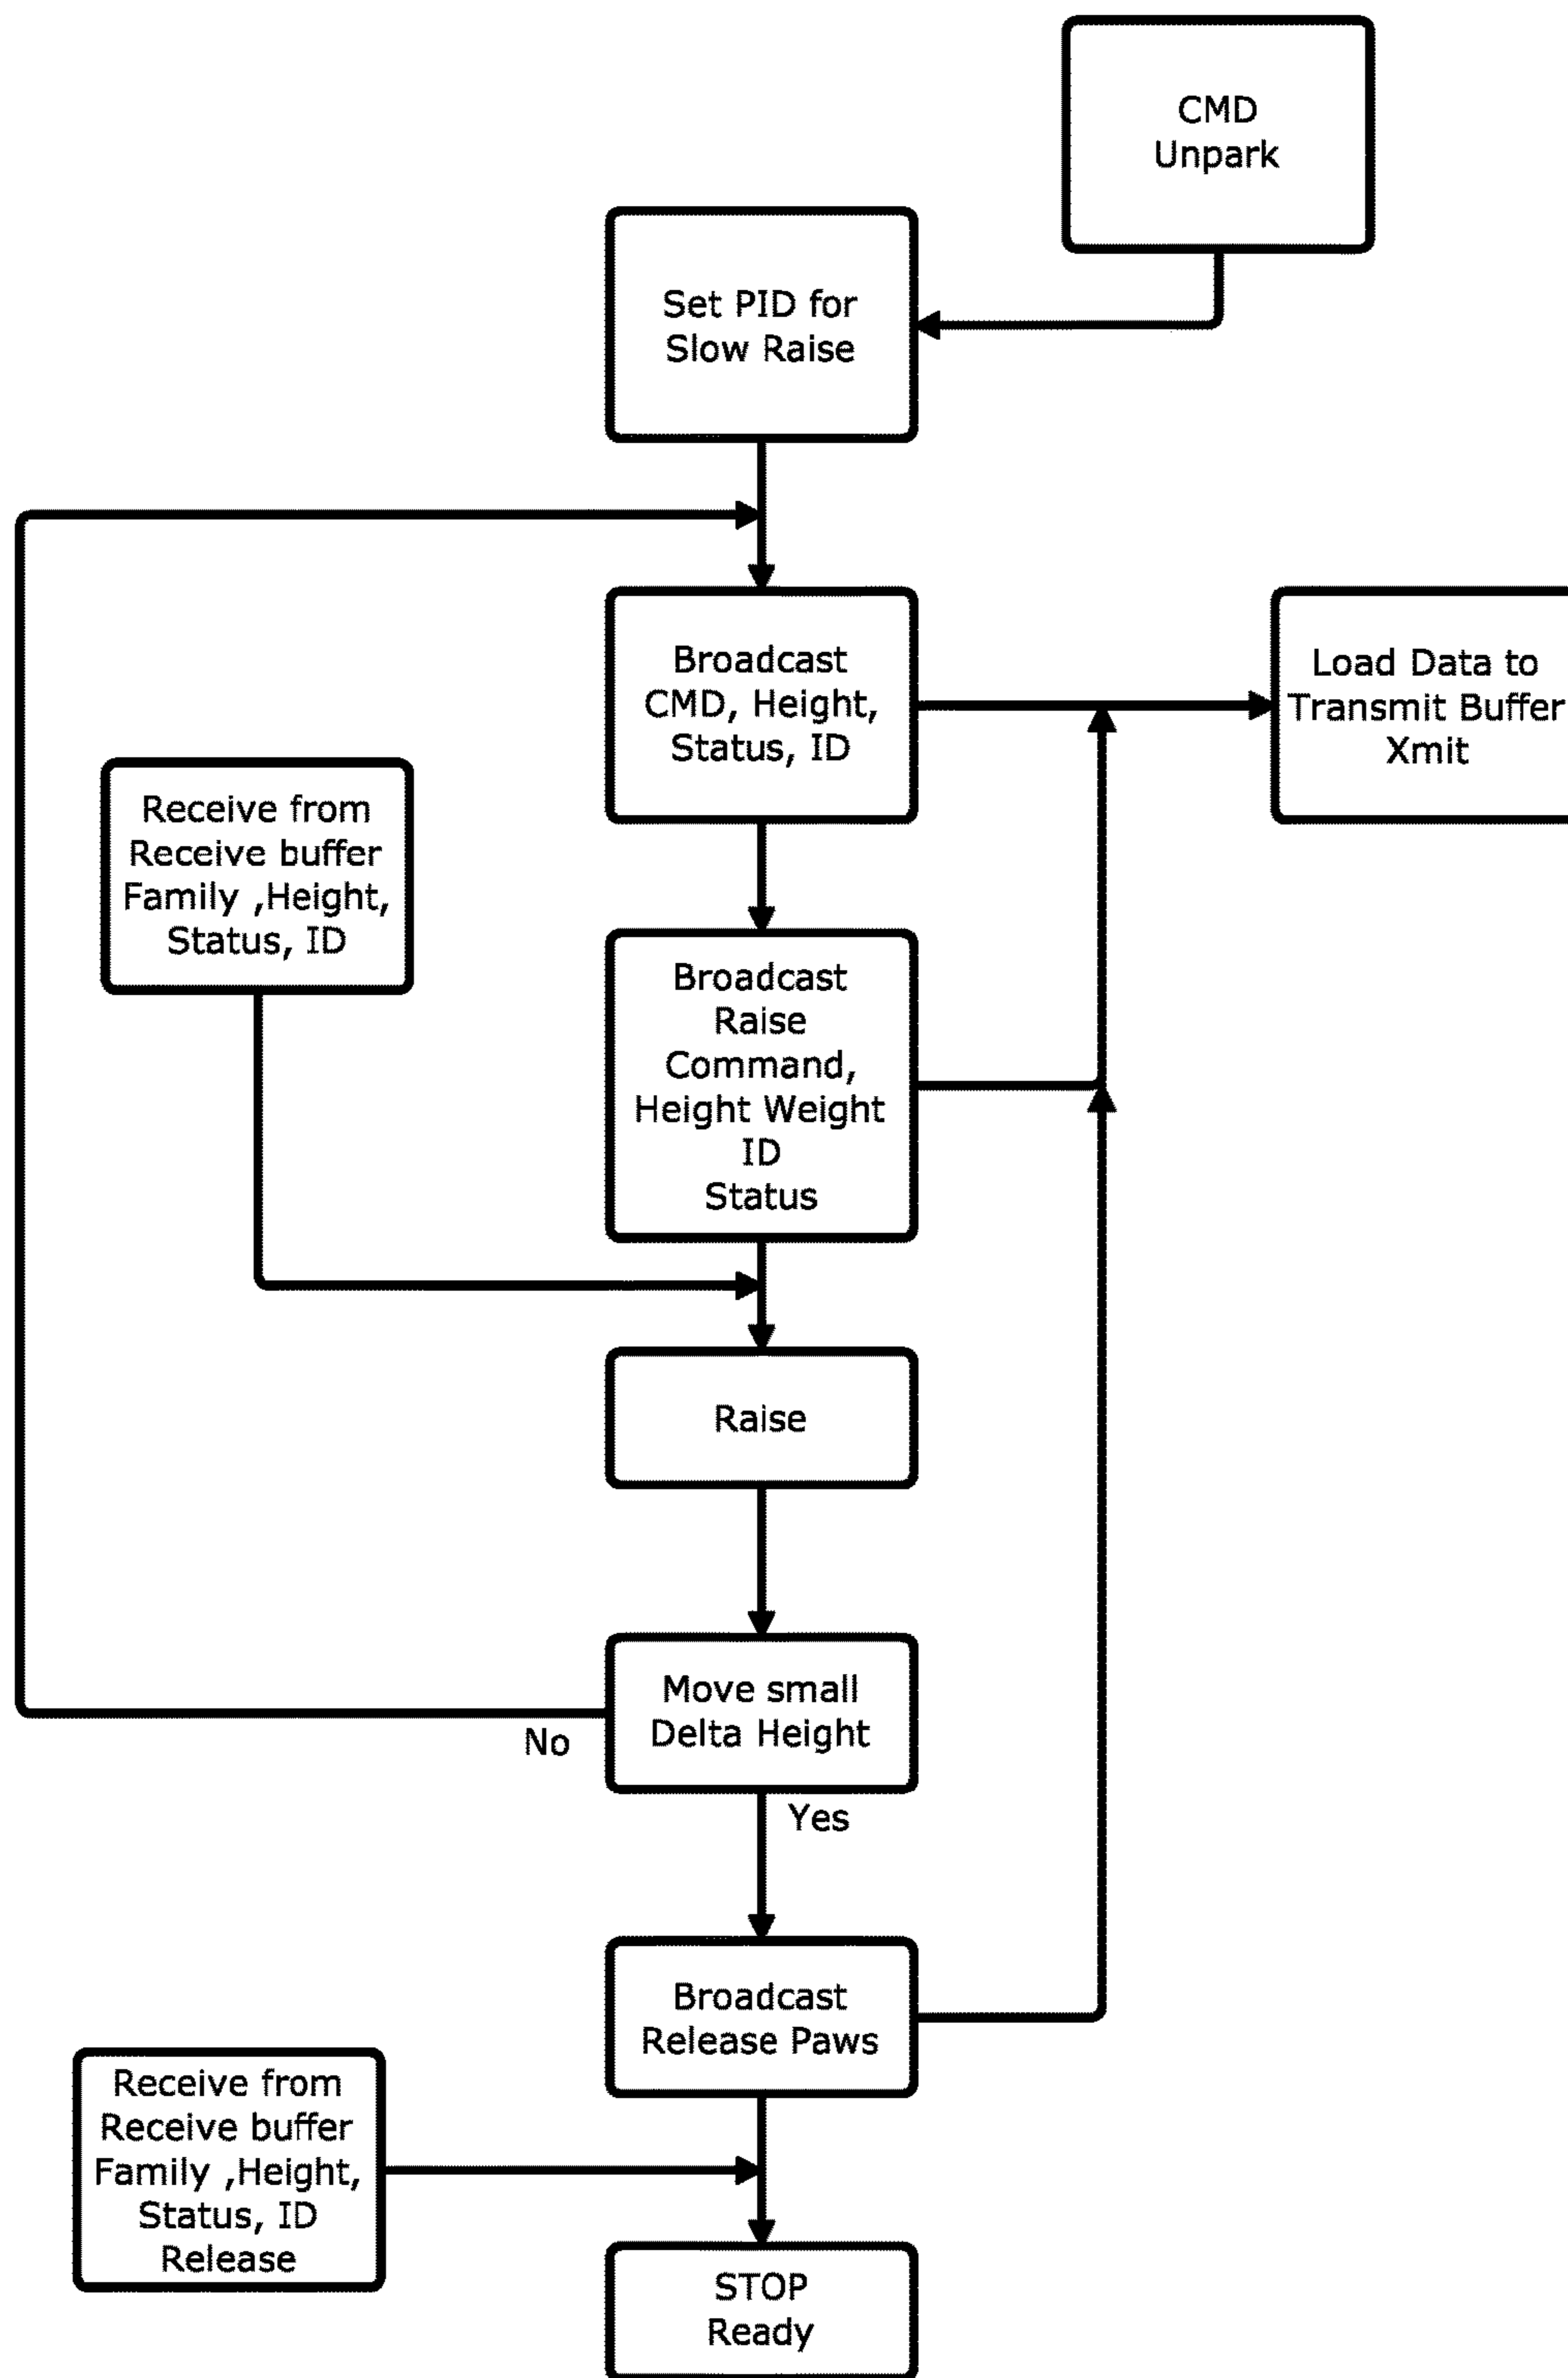 CMD
Unpark
Set PID for
Slow Raise
Broadcast
CMD, Height,
Status, ID
Load Data to
Transmit Buffer
Xmit
Receive from
Receive buffer
Family ,Height,
Status, ID
Broadcast
Raise
Command,
Height Weight
ID
Status
Raise
Move small
Delta Height
No
Yes
Broadcast
Release Paws
Receive from
Receive buffer
Family ,Height,
Status, ID
Release
STOP
Ready